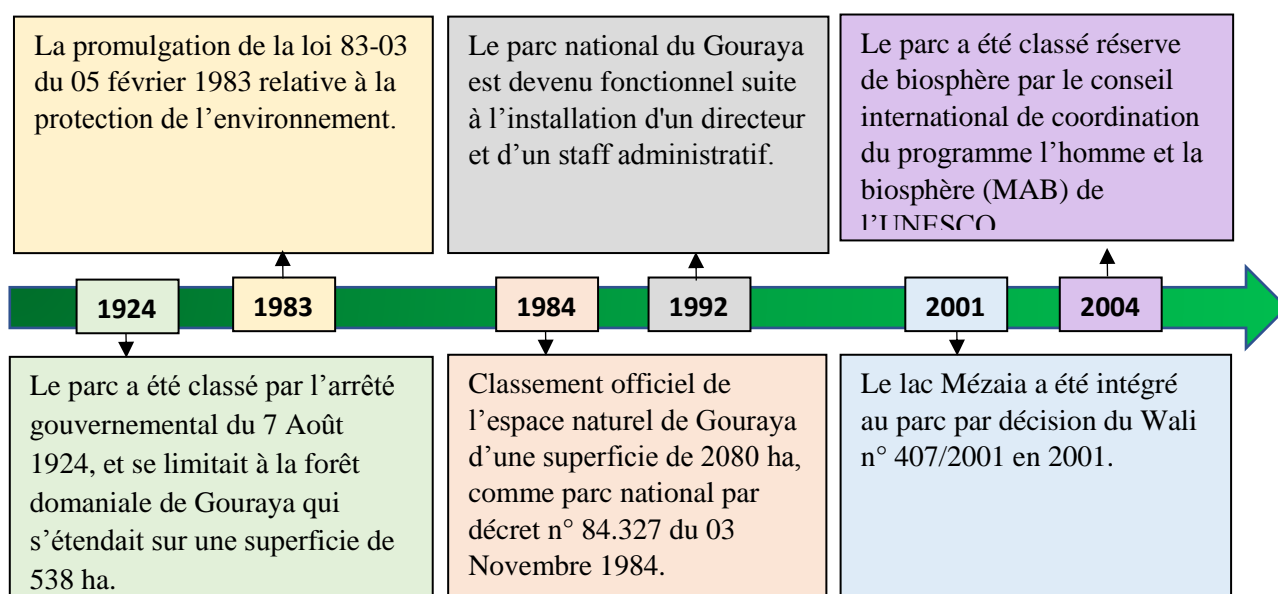 La promulgation de la loi 83-03
du 05 février 1983 relative à la
protection de l'environnement.
Le parc national du Gouraya
est devenu fonctionnel suite
à l'installation d'un directeur
et d'un staff administratif.
Le parc a été classé réserve
de biosphère par le conseil
international de coordination
du programme l'homme et la
biosphère (MAB) de
l'UNESCO
1924
1983
1984
1992
2001
2004
Le parc a été classé par l'arrêté
gouvernemental du 7 Août
1924, et se limitait à la forêt
domaniale de Gouraya qui
s'étendait sur une superficie de
538 ha.
Classement officiel de
l'espace naturel de Gouraya
d'une superficie de 2080 ha,
comme parc national par
décret n° 84.327 du 03
Novembre 1984.
Le lac Mézaia a été intégré
au parc par décision du Wali
n° 407/2001 en 2001.